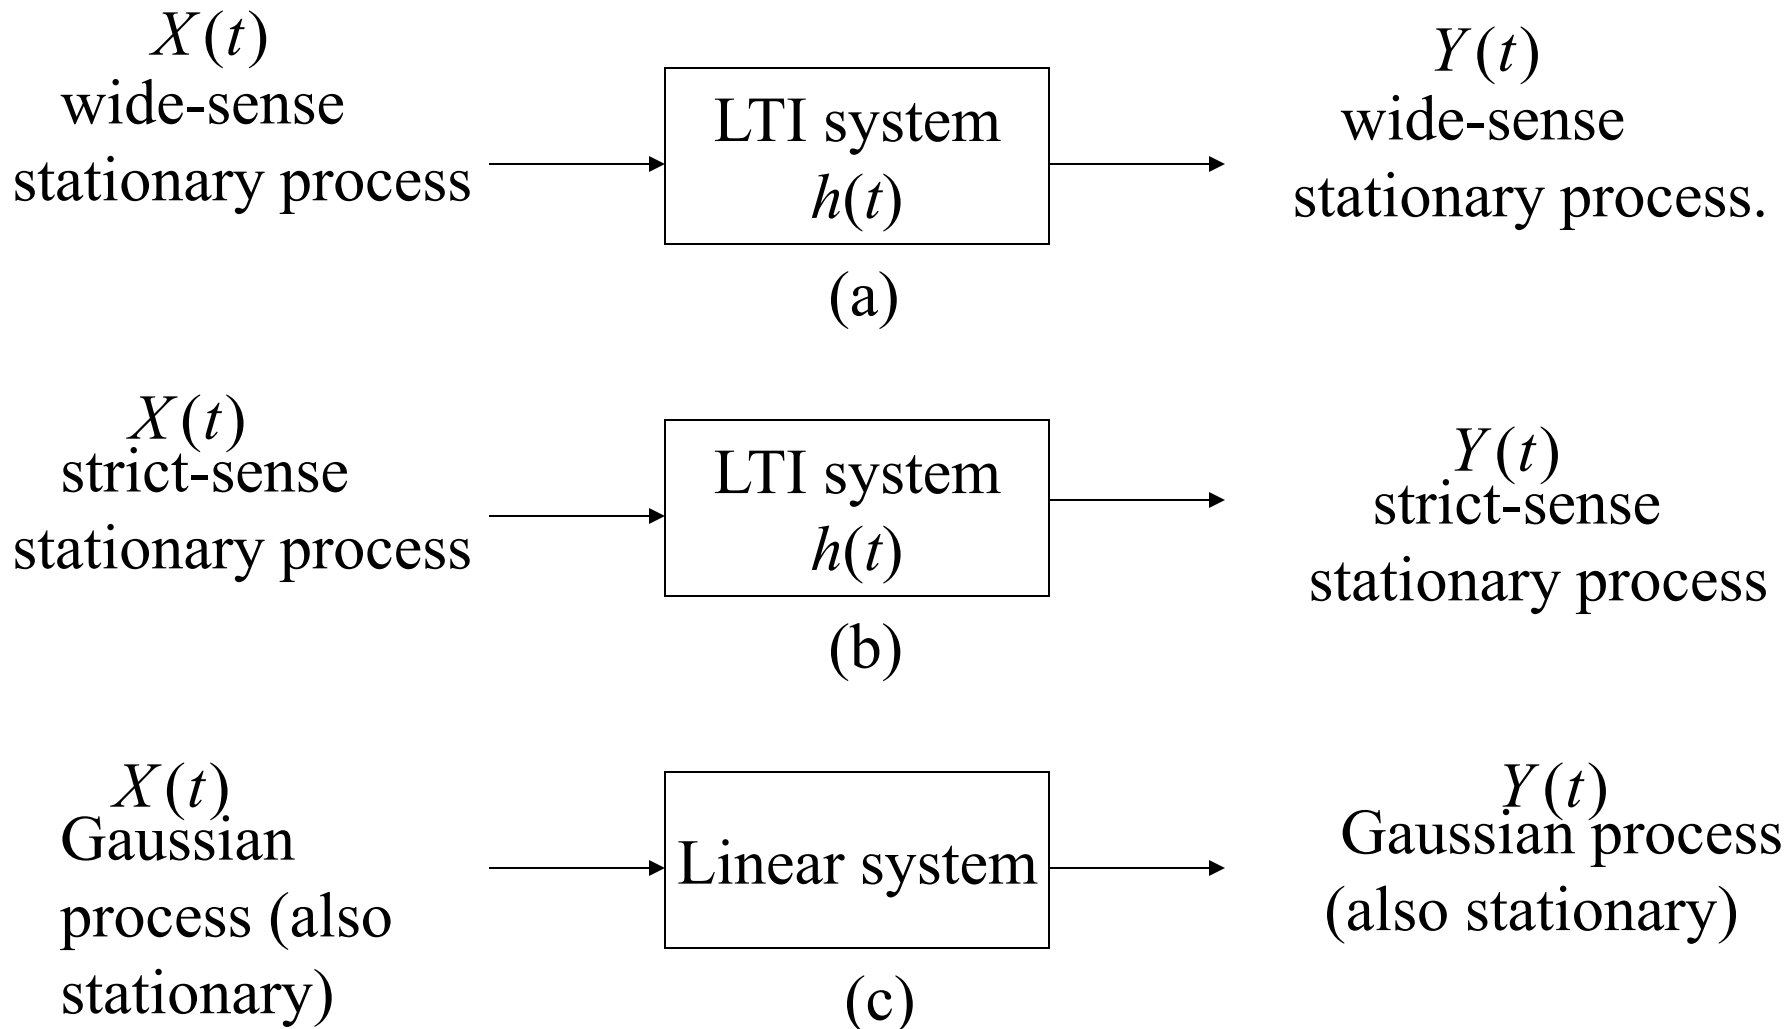 X(t)
wide-sense
stationary process
LTI system
h(t)
Y(t)
wide-sense
stationary process.
(a)
X(t)
strict-sense
stationary process
LTI system
h(t)
Y(t)
strict-sense
stationary process
(b)
X(t)
Gaussian
process (also
stationary)
Linear system
Y(t)
Gaussian process
(also stationary)
(c)